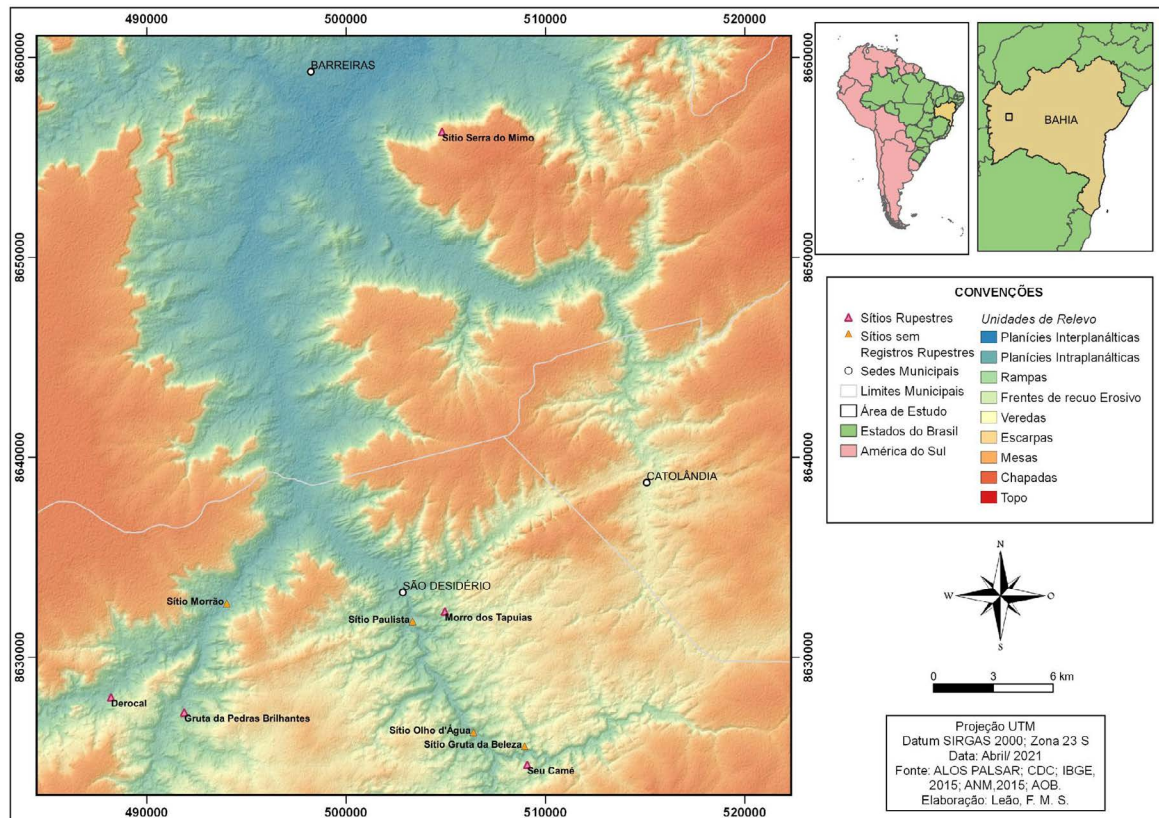 490000
500000
510000
520000
8660000
8660000
BARREIRAS
Sítio Serra do Mimo
BAHIA
8650000
8650000
CONVENÇÕES
Sítios Rupestres
Sítios sem
Registros Rupestres
Sedes Municipais
Limites Municipais
Área de Estudo
Estados do Brasil
América do Sul
Unidades de Relevo
Planícies Interplanálticas
Planícies Intraplanálticas
Rampas
Frentes de recuo Erosivo
Veredas
Escarpas
Mesas
Chapadas
Topo
8640000
8640000
CATOLÂNDIA
SÃO DESIDÉRIO
Sítio Morrão
Sítio Paulista
Morro dos Tapuias
N
W
O
S
8630000
8630000
Derocal
Gruta da Pedras Brilhantes
Sítio Olho d'Água
Sítio Gruta da Beleza
Seu Camé
0 3 6 km
Projeção UTM
Datum SIRGAS 2000; Zona 23 S
Data: Abril/ 2021
Fonte: ALOS PALSAR; CDC; IBGE,
2015; ANM,2015; AOB.
Elaboração: Leão, F. M. S.
490000
500000
510000
520000